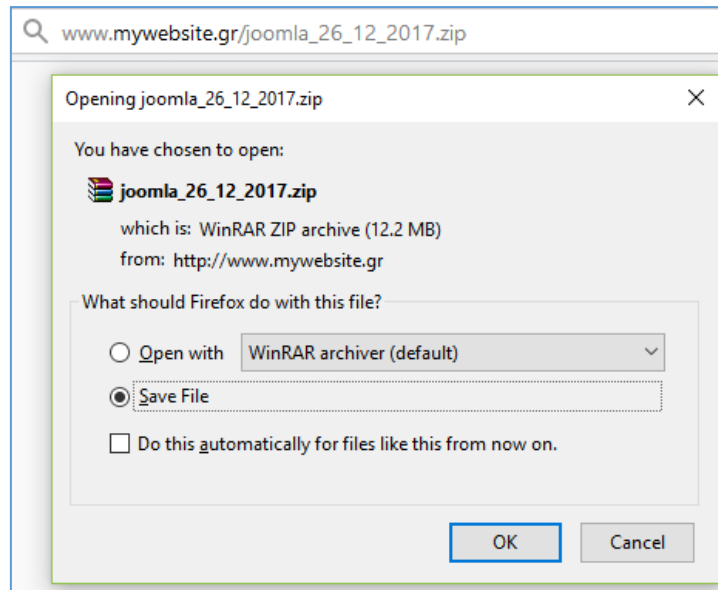 www.mywebsite.gr/joomla_26_12_2017.zip
Opening joomla_26_12_2017.zip
You have chosen to open:
joomla_26_12_2017.zip
which is: WinRAR ZIP archive (12.2 MB)
from: http://www.mywebsite.gr
What should Firefox do with this file?
Open with WinRAR archiver (default)
Save File
Do this automatically for files like this from now on.
OK Cancel